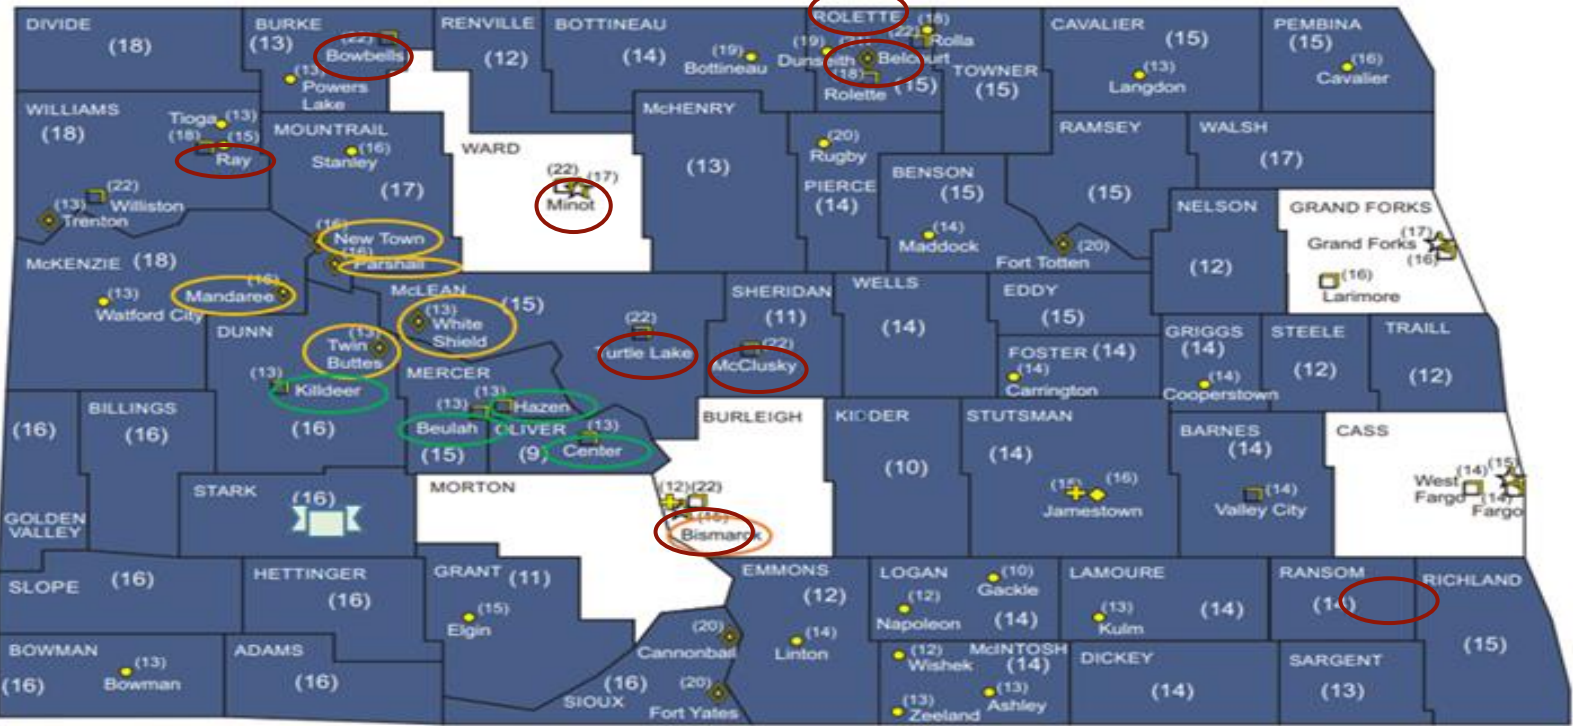 DIVIDE
(18)
BURKE
(13)
(22)
Bowbells
(13)
Powers
Lake
RENVILLE
(12)
BOTTINEAU
(14)
(19)
Bottineau
ROLETTE
(18)
(22)
Rolla
(19)
Dunseith
Belcourt
(18)
Rolette
(15)
TOWNER
(15)
CAVALIER
(15)
(13)
Langdon
PEMBINA
(15)
(16)
Cavalier
WILLIAMS
(18)
Tioga
(13)
(18)
(15)
Ray
(22)
Williston
(13)
Trenton
MOUNTRAIL
(16)
Stanley
(17)
WARD
(22)
(17)
Minot
McHENRY
(13)
(20)
Rugby
PIERCE
(14)
BENSON
(15)
(14)
Maddock
RAMSEY
(15)
(20)
Fort Totten
WALSH
(17)
NELSON
(12)
GRAND FORKS
(17)
Grand Forks
(16)
(16)
Larimore
McKENZIE (18)
(13)
Watford City
(16)
New Town
(16)
Parshall
(16)
Mandaree
McLEAN
(15)
(13)
White
Shield
(22)
Turtle Lake
SHERIDAN
(11)
(22)
McClusky
WELLS
(14)
EDDY
(15)
FOSTER (14)
(14)
Carrington
GRIGGS
(14)
(14)
Cooperstown
STEELE
(12)
TRAILL
(12)
DUNN
(13)
Twin
Buttes
(13)
Killdeer
(16)
MERCER
(13)
Hazen
(13)
Beulah
(15)
OLIVER
(9)
(13)
Center
(16)
BILLINGS
(16)
GOLDEN
VALLEY
STARK
(16)
MORTON
BURLEIGH
(12)
(22)
Bismarck
KIDDER
(10)
STUTSMAN
(14)
(16)
Jamestown
BARNES
(14)
(14)
Valley City
CASS
(14)
(15)
West
Fargo
(14)
Fargo
SLOPE
(16)
HETTINGER
(16)
GRANT
(11)
(15)
Elgin
EMMONS
(12)
(14)
Linton
LOGAN
(10)
Gackle
(12)
Napoleon
(14)
LAMOURE
(13)
Kulm
(14)
RANSOM
(14)
RICHLAND
(15)
BOWMAN
(16)
(13)
Bowman
ADAMS
(16)
(20)
Cannonball
(16)
SIOUX
(20)
Fort Yates
McINTOSH
(14)
(12)
Wishek
(13)
Ashley
(13)
Zeeland
DICKEY
(14)
SARGENT
(13)